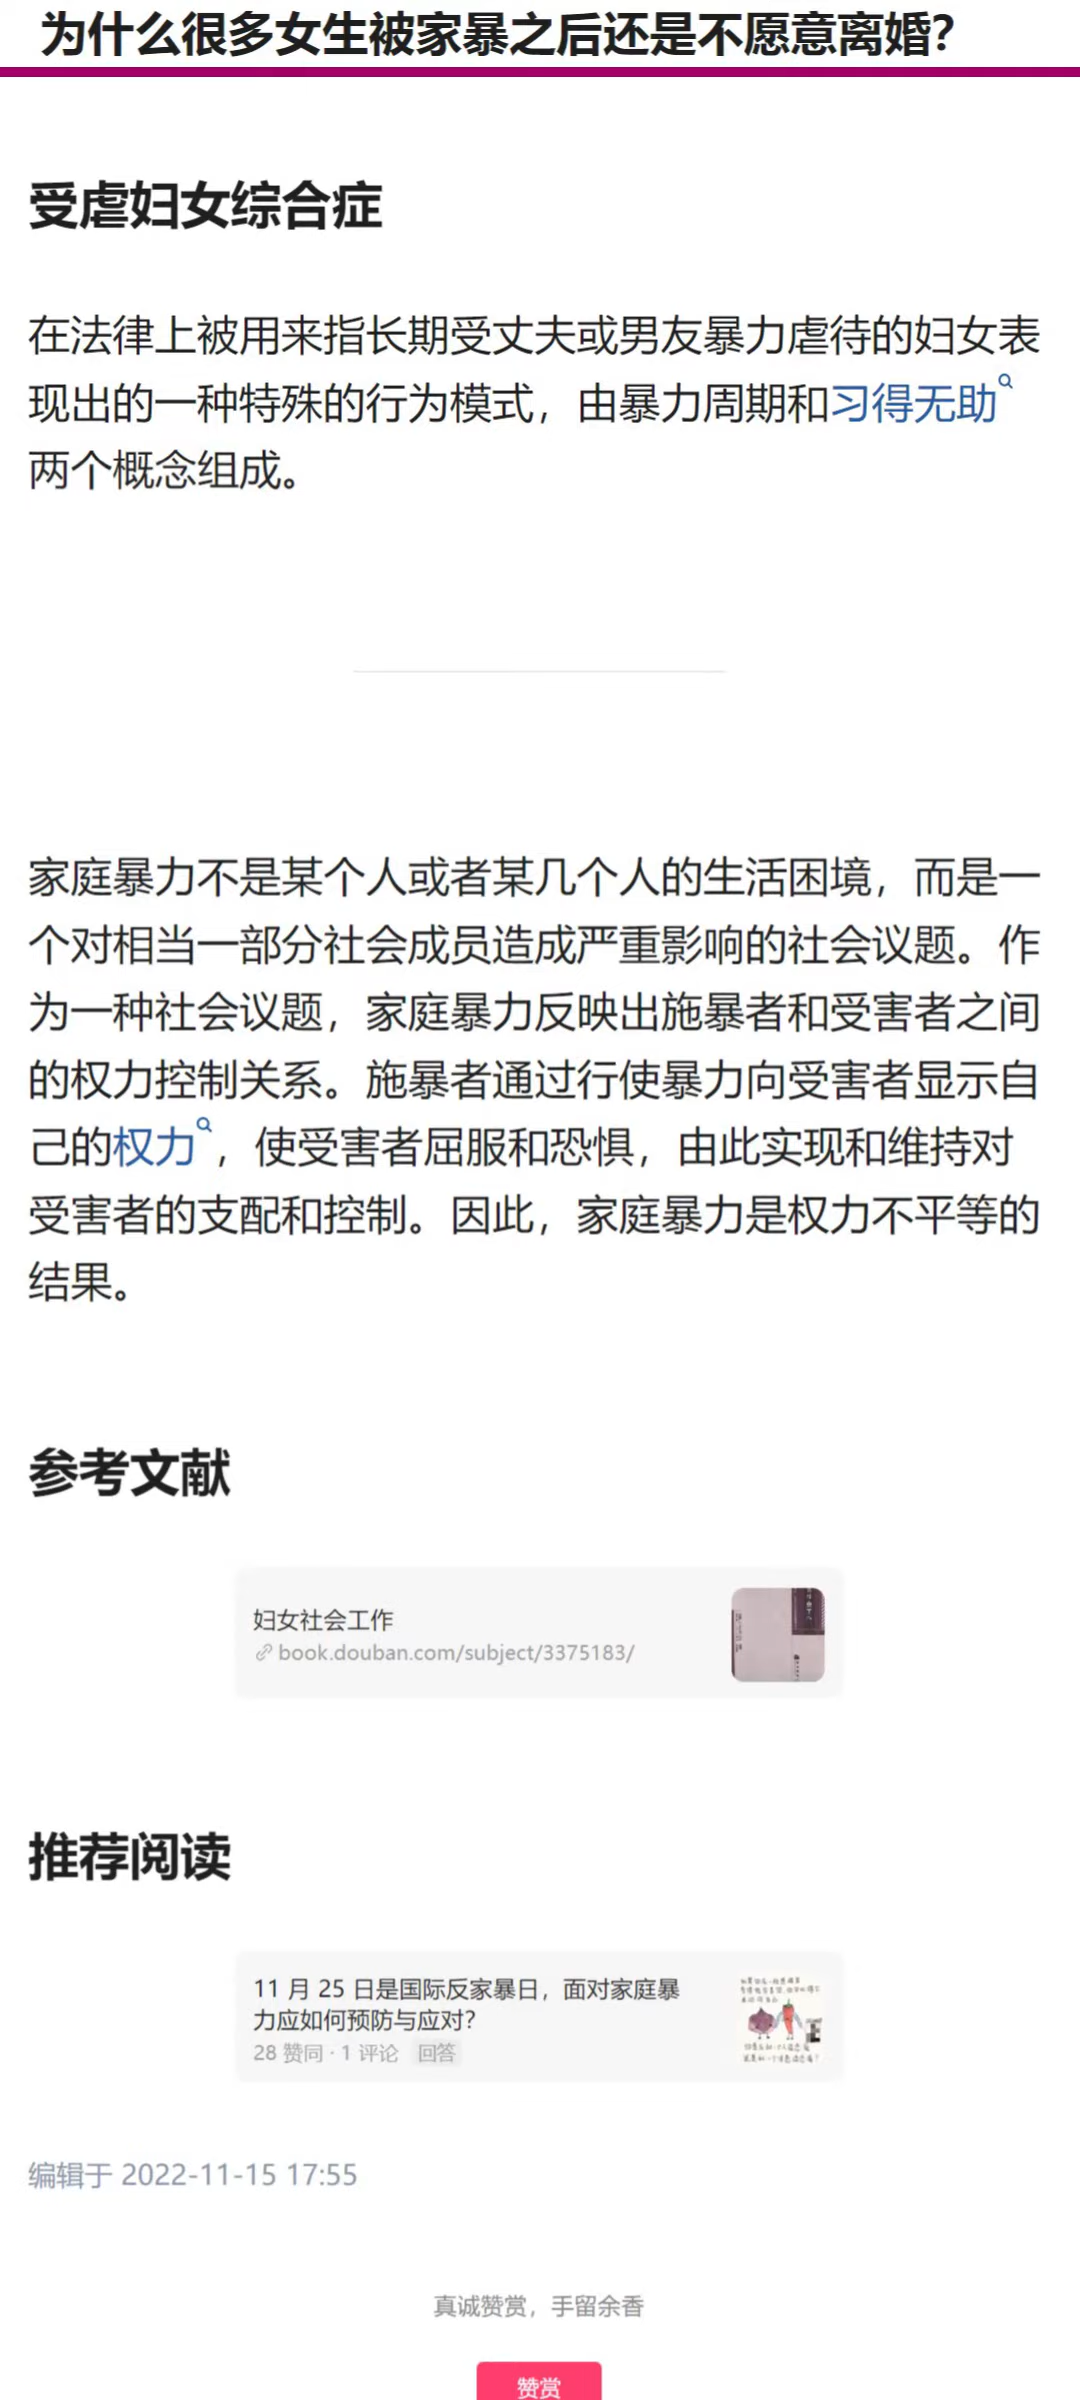 为什么很多女生被家暴之后还是不愿意离婚？
受虐妇女综合症
在法律上被用来指长期受丈夫或男友暴力虐待的妇女表
现出的一种特殊的行为模式，由暴力周期和习得无助
两个概念组成。
家庭暴力不是某个人或者某几个人的生活困境，而是一
个对相当一部分社会成员造成严重影响的社会议题。作
为一种社会议题，家庭暴力反映出施暴者和受害者之间
的权力控制关系。施暴者通过行使暴力向受害者显示自
己的权力，使受害者屈服和恐惧，由此实现和维持对
受害者的支配和控制。因此，家庭暴力是权力不平等的
结果。
参考文献
妇女社会工作
book.douban.com/subject/3375183/
推荐阅读
11 月 25 日是国际反家暴日，面对家庭暴
力应如何预防与应对？
28 赞同 · 1 评论 回答
编辑于 2022-11-15 17:55
真诚赞赏，手留余香
赞赏